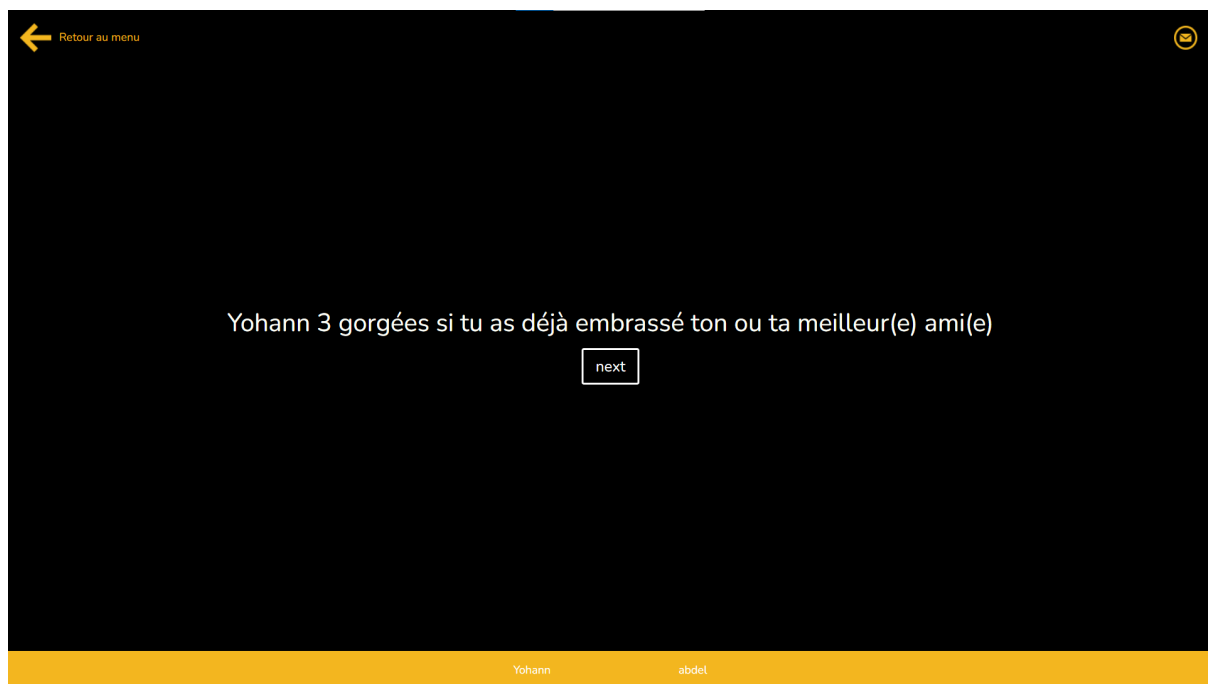 Retour au menu
Yohann 3 gorgées si tu as déjà embrassé ton ou ta meilleur(e) ami(e)
next
Yohann abdel